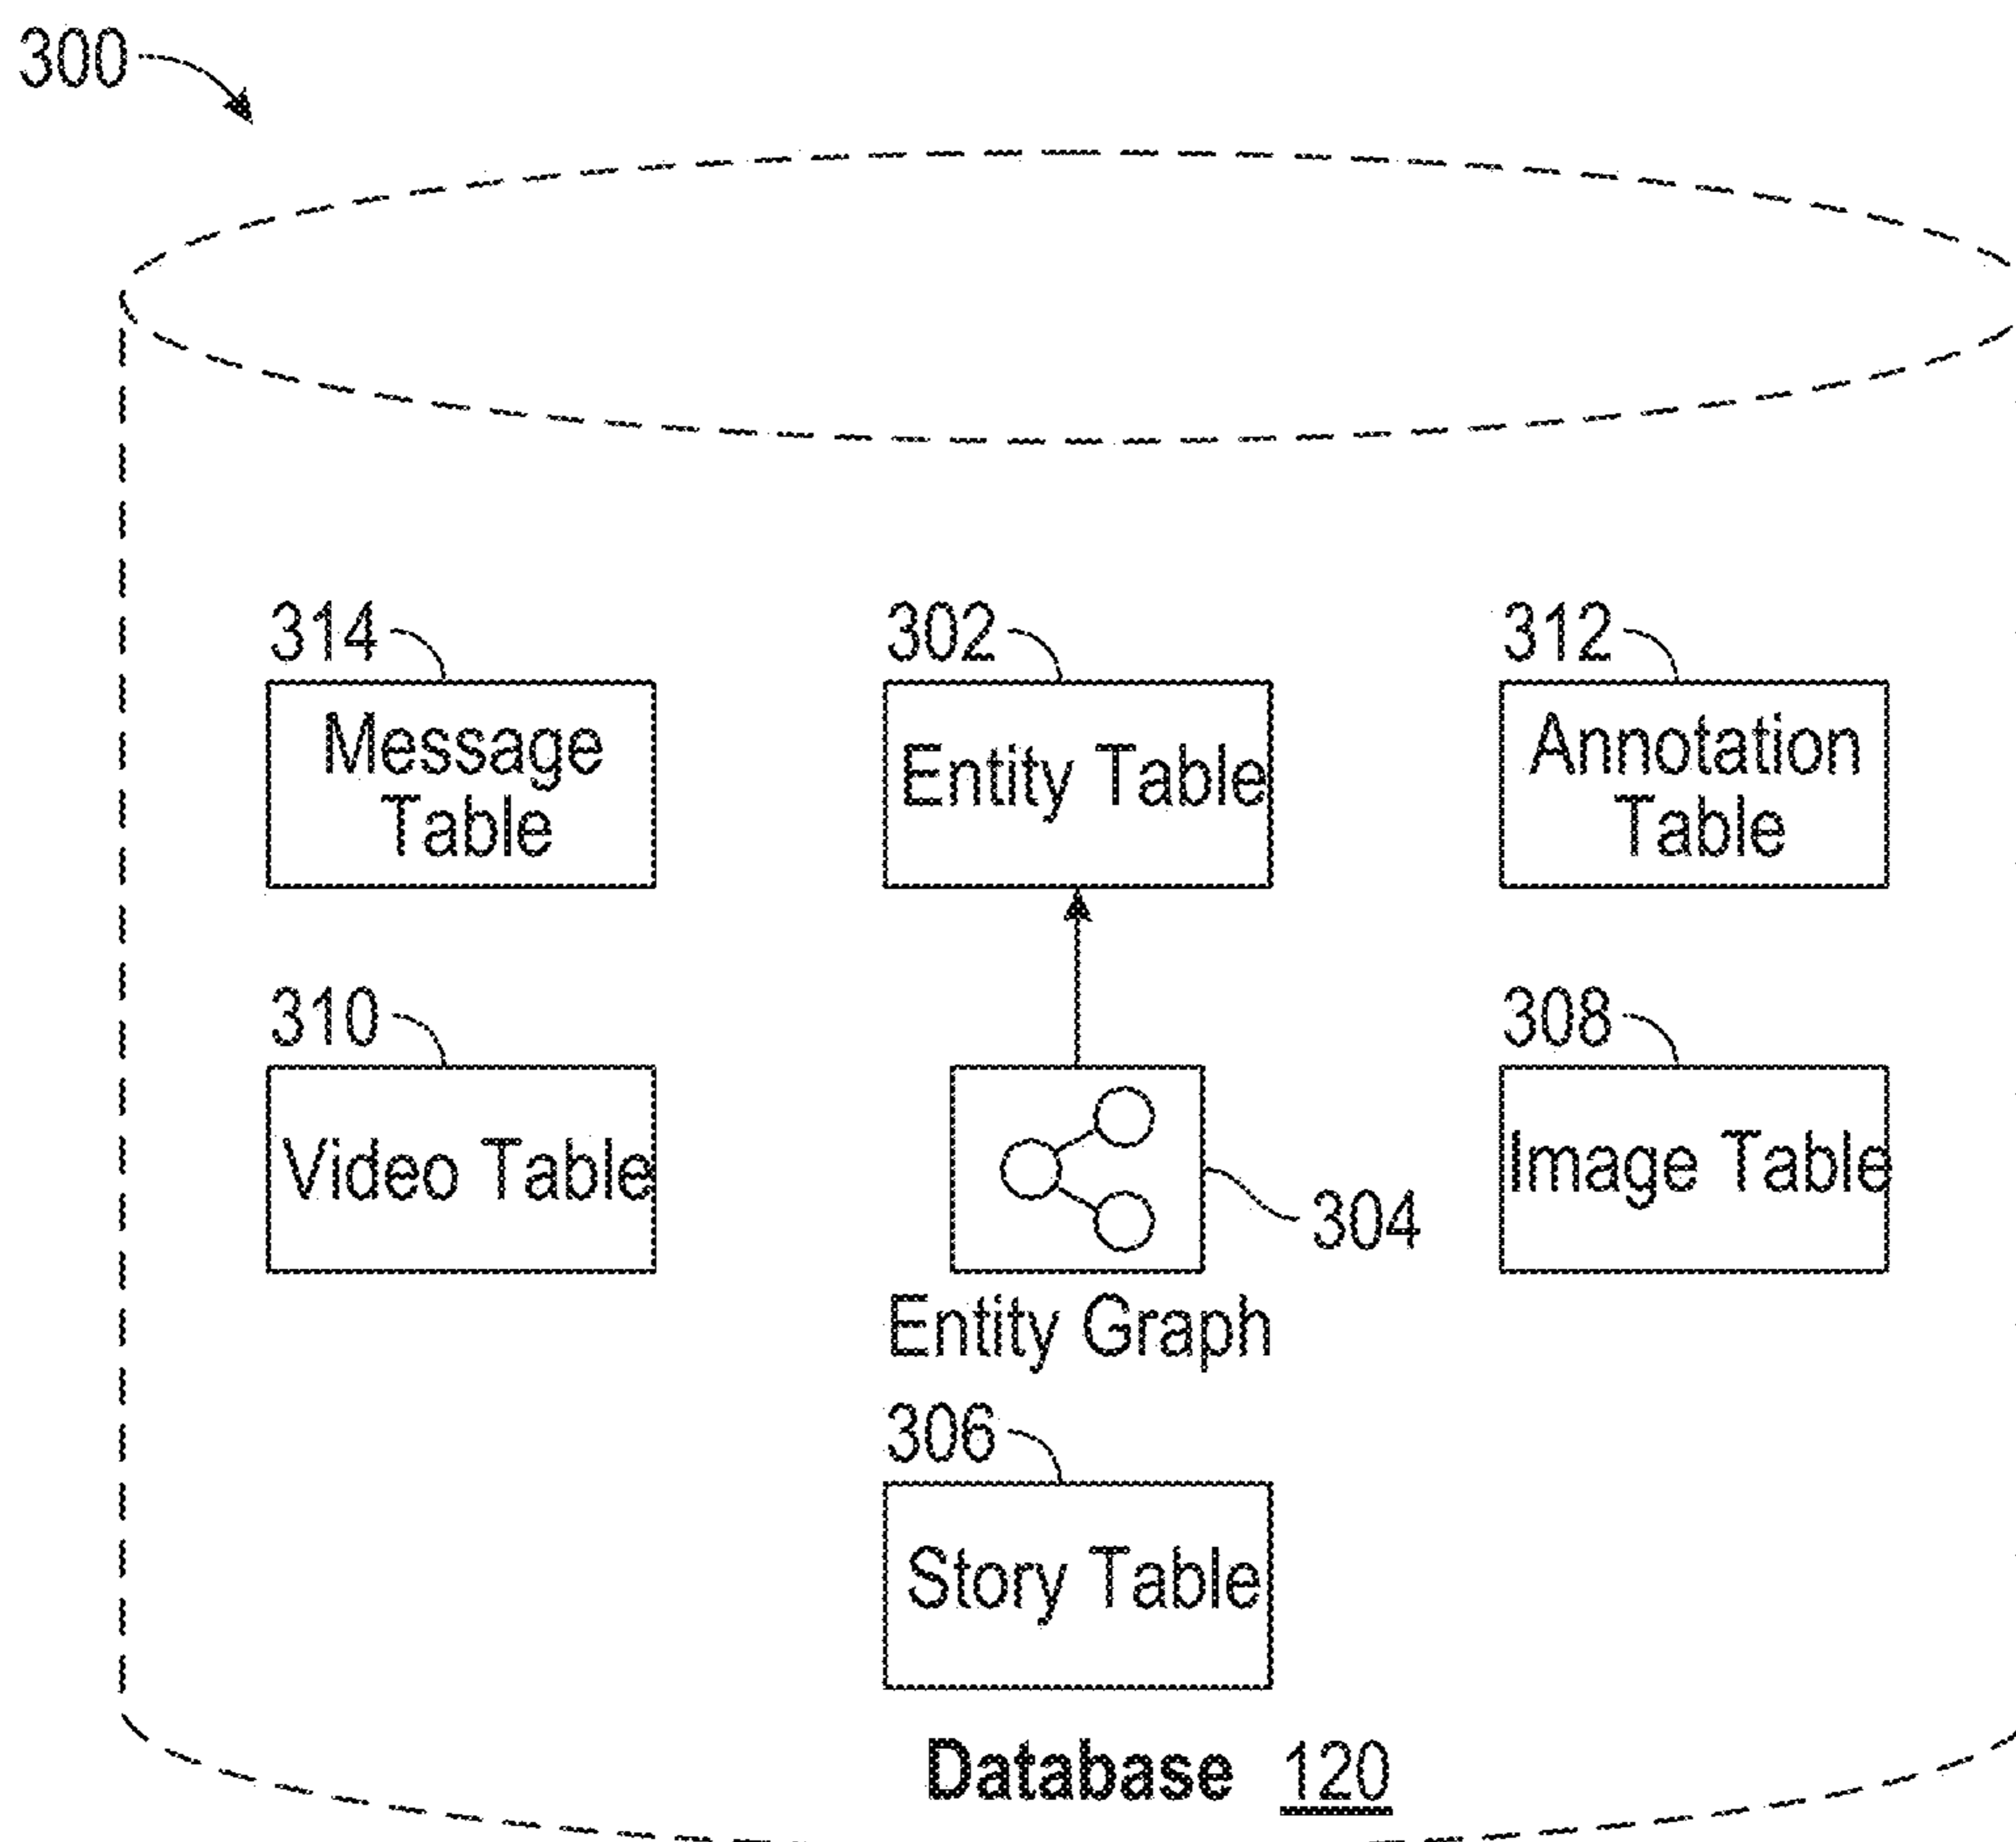 300
314
302
312
Message
Table
Entity Table
Annotation
Table
310
308
Video Table
304
Image Table
Entity Graph
306
Story Table
Database 120